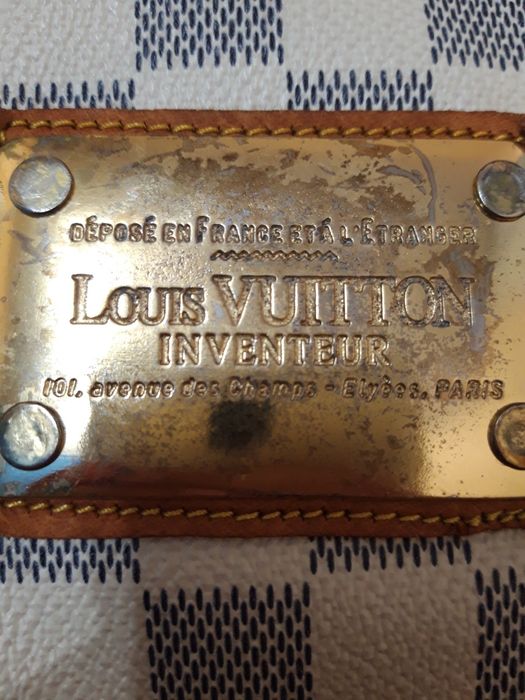 DÉPOSÉ EN FRANCE ET À L'ÉTRANGER
LOUIS VUITTON
INVENTEUR
101, avenue des Champs - Elysées, PARIS